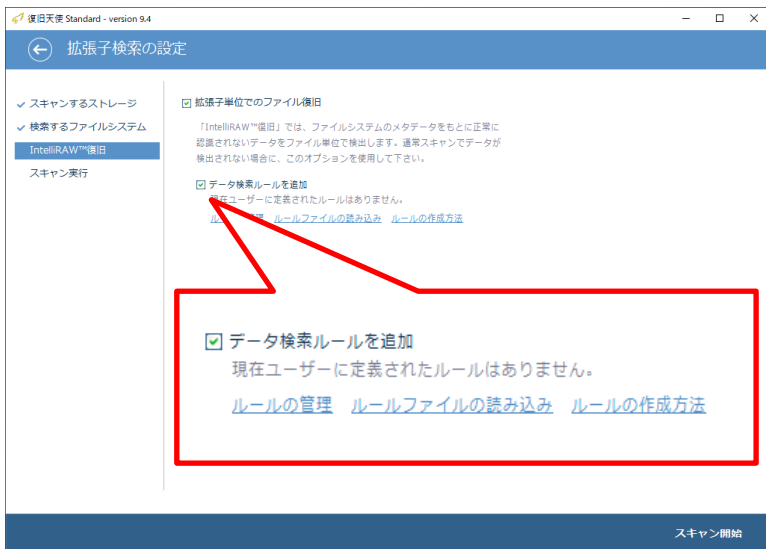 復旧天使 Standard - version 9.4
拡張子検索の設定
スキャンするストレージ
検索するファイルシステム
IntelliRAW™復旧
スキャン実行
拡張子単位でのファイル復旧
「IntelliRAW™復旧」では、ファイルシステムのメタデータをもとに正常に
認識されないデータをファイル単位で検出します。通常スキャンでデータが
検出されない場合に、このオプションを使用して下さい。
データ検索ルールを追加
現在ユーザーに定義されたルールはありません。
ルールの管理 ルールファイルの読み込み ルールの作成方法
データ検索ルールを追加
現在ユーザーに定義されたルールはありません。
ルールの管理 ルールファイルの読み込み ルールの作成方法
スキャン開始